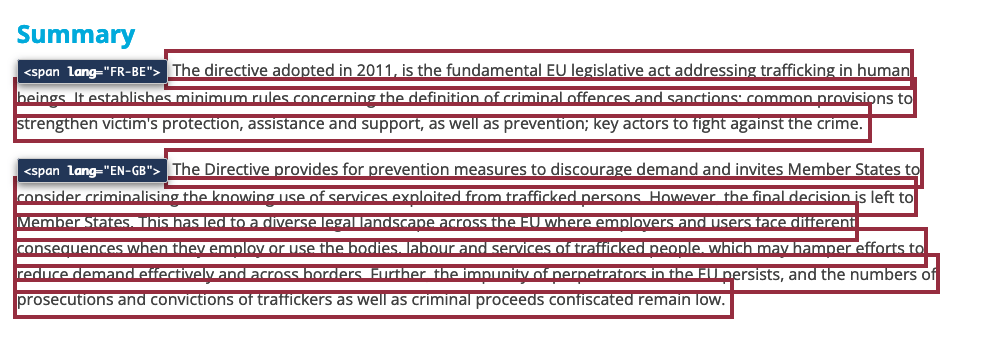 Summary
<span lang="FR-BE"> The directive adopted in 2011, is the fundamental EU legislative act addressing trafficking in human
beings. It establishes minimum rules concerning the definition of criminal offences and sanctions; common provisions to
strengthen victim's protection, assistance and support, as well as prevention; key actors to fight against the crime.
<span lang="EN-GB"> The Directive provides for prevention measures to discourage demand and invites Member States to
consider criminalising the knowing use of services exploited from trafficked persons. However, the final decision is left to
Member States. This has led to a diverse legal landscape across the EU where employers and users face different
consequences when they employ or use the bodies, labour and services of trafficked people, which may hamper efforts to
reduce demand effectively and across borders. Further, the impunity of perpetrators in the EU persists, and the numbers of
prosecutions and convictions of traffickers as well as criminal proceeds confiscated remain low.